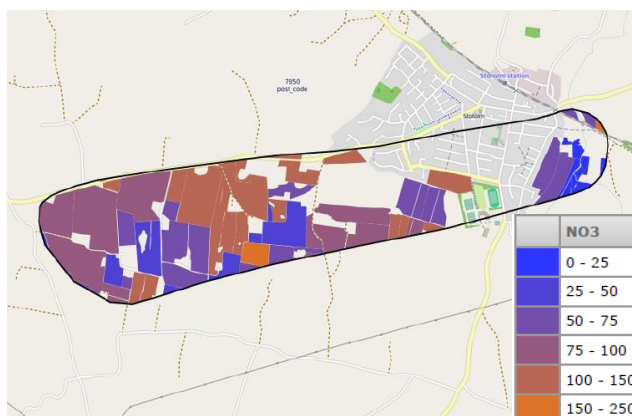 7850
post_code
Stoholm station
Stoholm
NO3
0 - 25
25 - 50
50 - 75
75 - 100
100 - 150
150 - 250